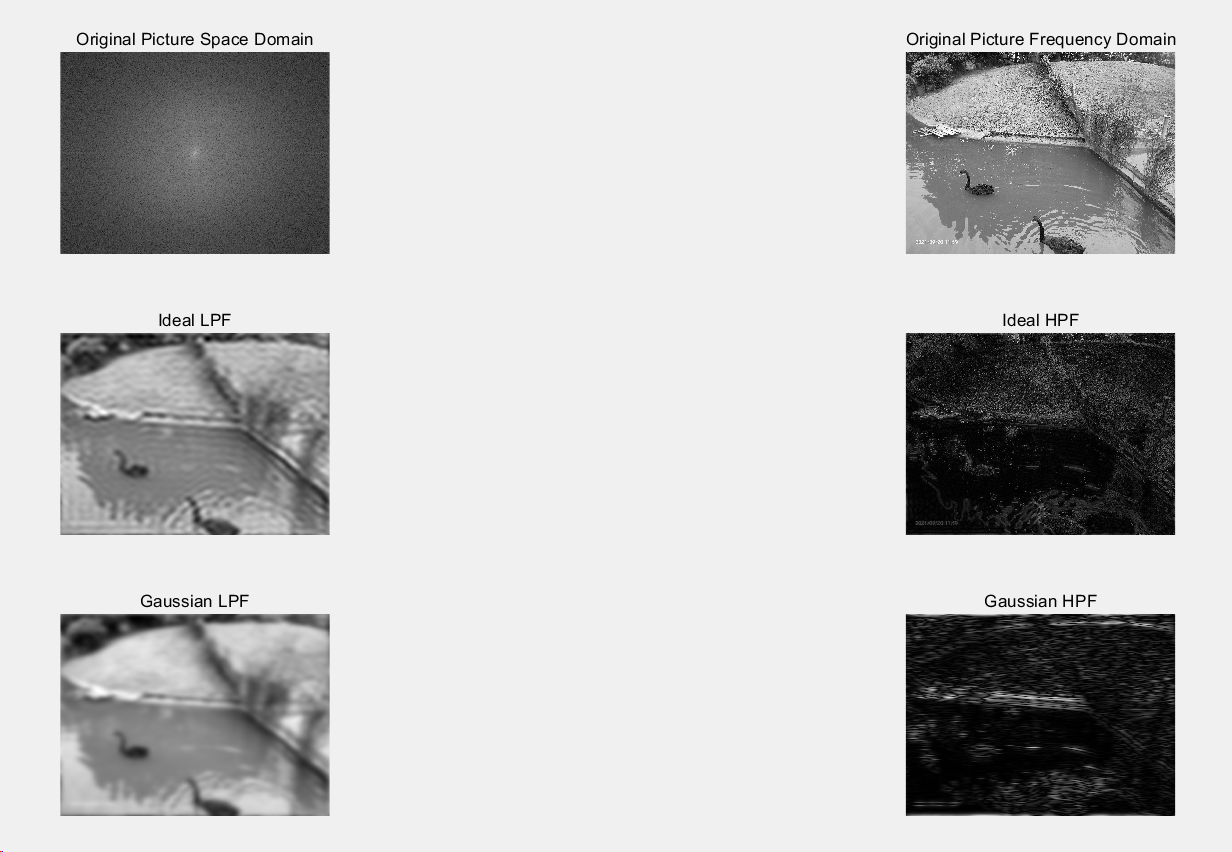 Original Picture Space Domain
Original Picture Frequency Domain
Ideal LPF
Ideal HPF
Gaussian LPF
Gaussian HPF